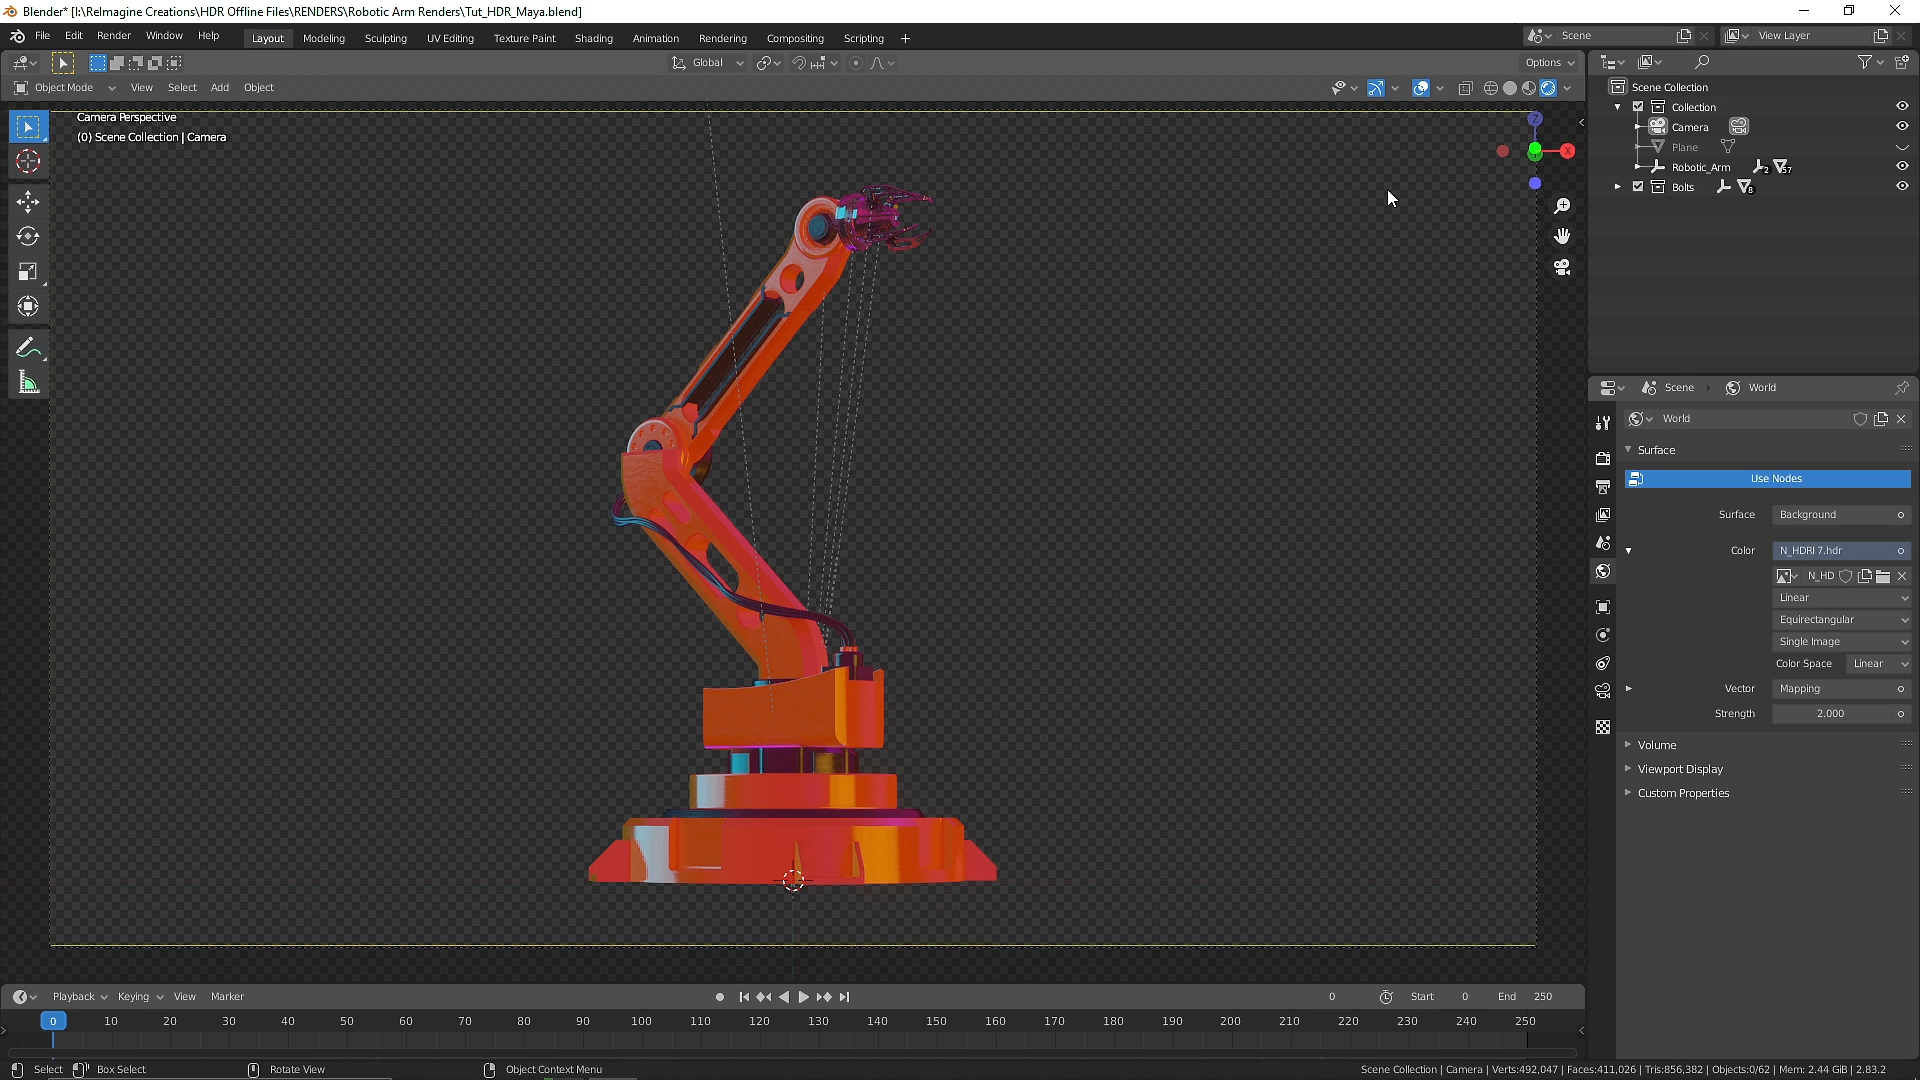 Blender* [I:\ReImagine Creations\HDR Offline Files\RENDERS\Robotic Arm Renders\Tut_HDR_Maya.blend]
File Edit Render Window Help Layout Modeling Sculpting UV Editing Texture Paint Shading Animation Rendering Compositing Scripting + Scene View Layer
Global Options
Object Mode View Select Add Object
Camera Perspective
(0) Scene Collection | Camera
Z
X
Scene Collection
Collection
Camera
Plane
Robotic_Arm 2 57
Bolts 8
Scene World
World
Surface
Use Nodes
Surface Background
Color N_HDRI 7.hdr
N_HD
Linear
Equirectangular
Single Image
Color Space Linear
Vector Mapping
Strength 2.000
Volume
Viewport Display
Custom Properties
Playback Keying View Marker 0 Start 0 End 250
0 10 20 30 40 50 60 70 80 90 100 110 120 130 140 150 160 170 180 190 200 210 220 230 240 250
Select Box Select Rotate View Object Context Menu Scene Collection | Camera | Verts:492,047 | Faces:411,026 | Tris:856,382 | Objects:0/62 | Mem: 2.44 GiB | 2.83.2